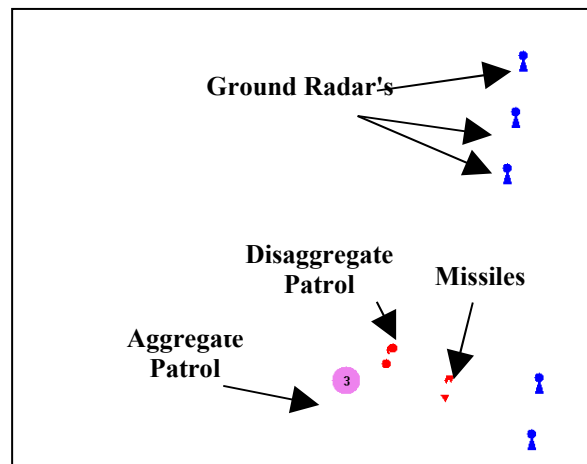 Ground Radar's
Disaggregate
Patrol
Missiles
Aggregate
Patrol
3